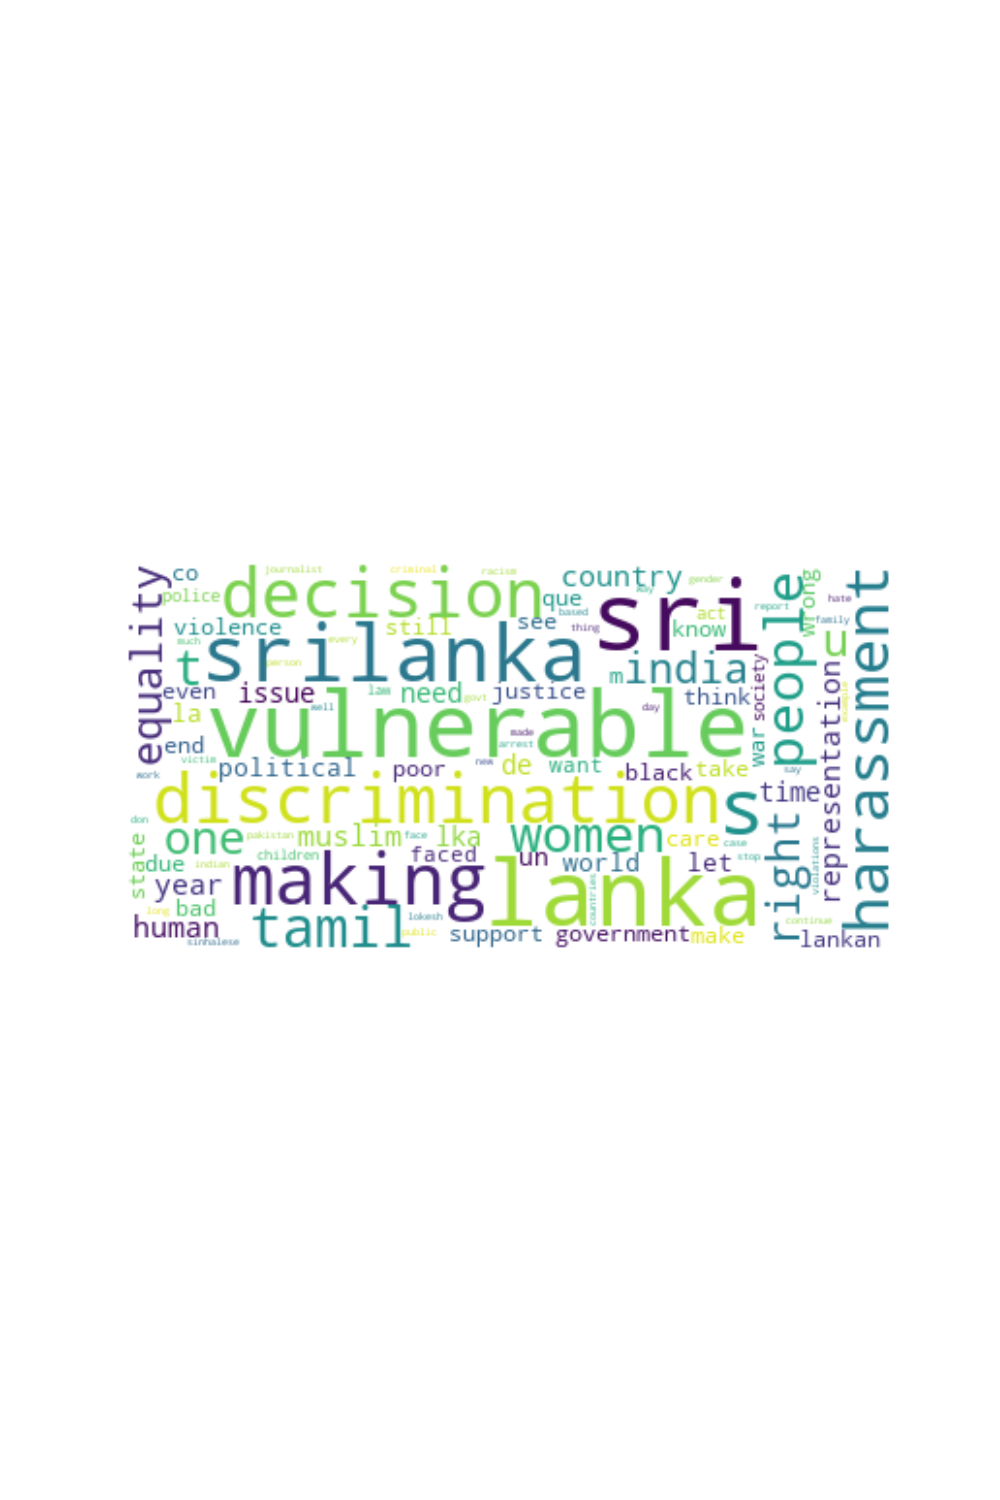 co
journalist
criminal
racism
country
gender
decision
sri
people
wrong
harassment
equality
police
que
way
act
report
hate
based
violence
still
see
thing
know
family
much
every
srilanka
t
person
m
india
u
society
representation
even
issue
law
need
govt
justice
think
example
la
well
vulnerable
day
made
war
end
arrest
victim
political
poor
new
de
want
black
take
say
work
discrimination
s
time
don
one
pakistan
muslim
face
lka
women
care
case
right
state
due
indian
children
faced
un
world
let
stop
violations
year
making
lanka
countries
long
bad
tamil
lokesh
continue
human
sinhalese
public
support
government
make
lankan